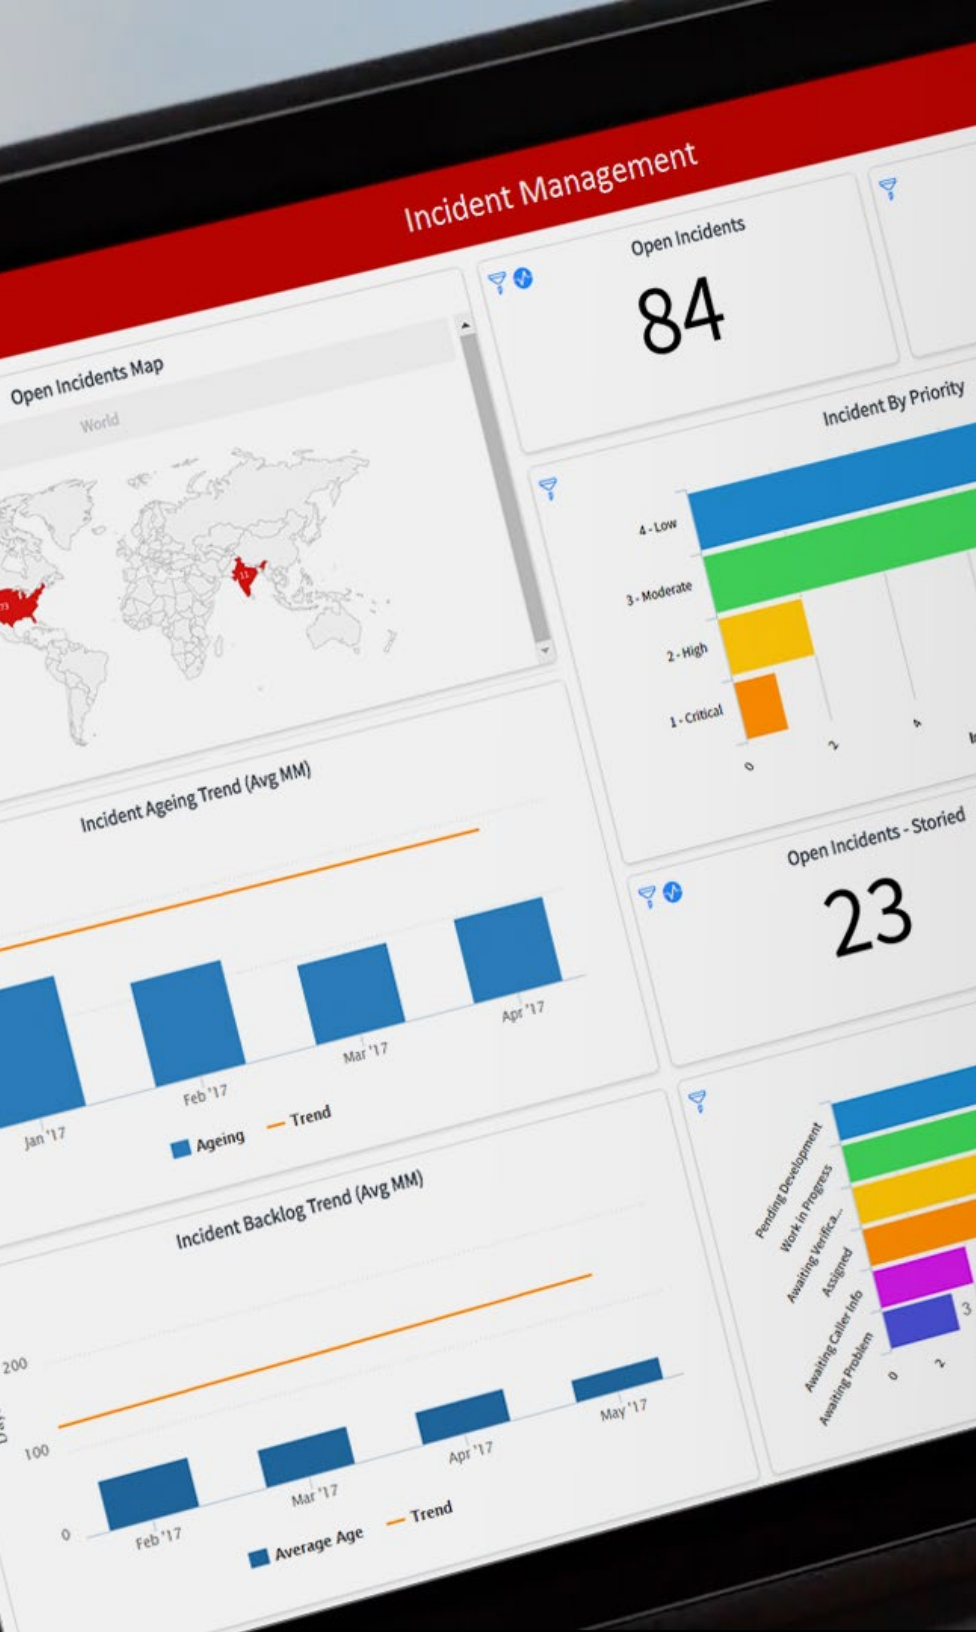 Incident Management
Open Incidents Map
World
73
11
Open Incidents
84
Incident By Priority
4 - Low
3 - Moderate
2 - High
1 - Critical
0
2
4
Incident Ageing Trend (Avg MM)
Jan '17
Feb '17
Mar '17
Apr '17
Ageing
Trend
Open Incidents - Storied
23
Incident Backlog Trend (Avg MM)
200
100
0
Feb '17
Mar '17
Apr '17
May '17
Average Age
Trend
Pending Development
Work in Progress
Awaiting Verifica...
Assigned
Awaiting Caller Info
Awaiting Problem
3
0
2